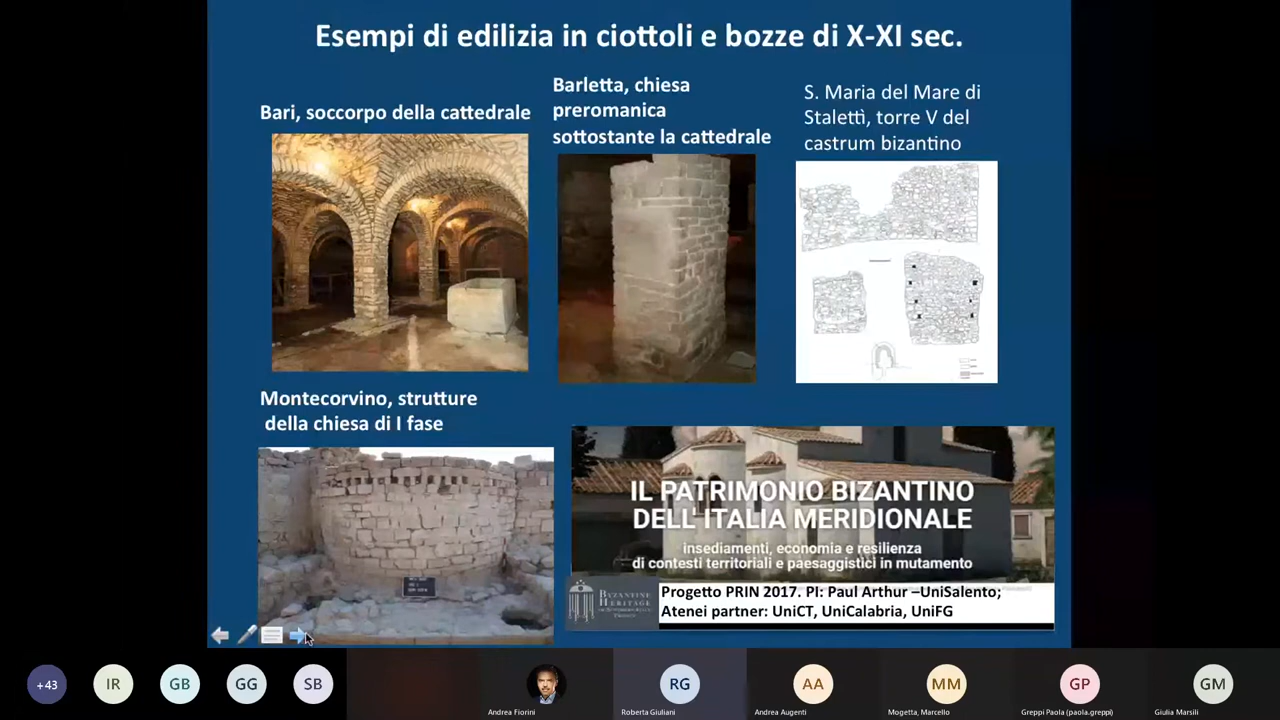 Esempi di edilizia in ciottoli e bozze di X-XI sec.
Bari, soccorpo della cattedrale
Barletta, chiesa
preromanica
sottostante la cattedrale
S. Maria del Mare di
Stalettì, torre V del
castrum bizantino
Montecorvino, strutture
della chiesa di I fase
IL PATRIMONIO BIZANTINO
DELL'ITALIA MERIDIONALE
insediamenti, economia e resilienza
di contesti territoriali e paesaggistici in mutamento
BYZANTINE
HERITAGE
Progetto PRIN 2017. PI: Paul Arthur –UniSalento;
Atenei partner: UniCT, UniCalabria, UniFG
+43
IR
GB
GG
SB
RG
AA
MM
GP
GM
Andrea Fiorini
Roberta Giuliani
Andrea Augenti
Mogetta, Marcello
Greppi Paola (paola.greppi)
Giulia Marsili